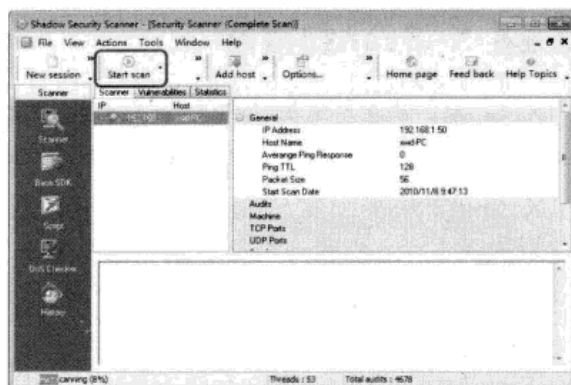 Shadow Security Scanner - [Security Scanner (Complete Scan)]
File View Actions Tools Window Help
New session Start scan Add host Options... Home page Feed back Help Topics
Scanner Scanner Vulnerabilities Statistics
IP Host
General
IP Address 192.168.1.50
Host Name
Averange Ping Response 0
Ping TTL 128
Packet Size 56
Start Scan Date 2010/11/8 9:47:13
Audits
Machine
TCP Ports
UDP Ports
Scanner
Base SDK
Script
DoS Checker
History
canning (8%) Threads : 53 Total audits : 4678